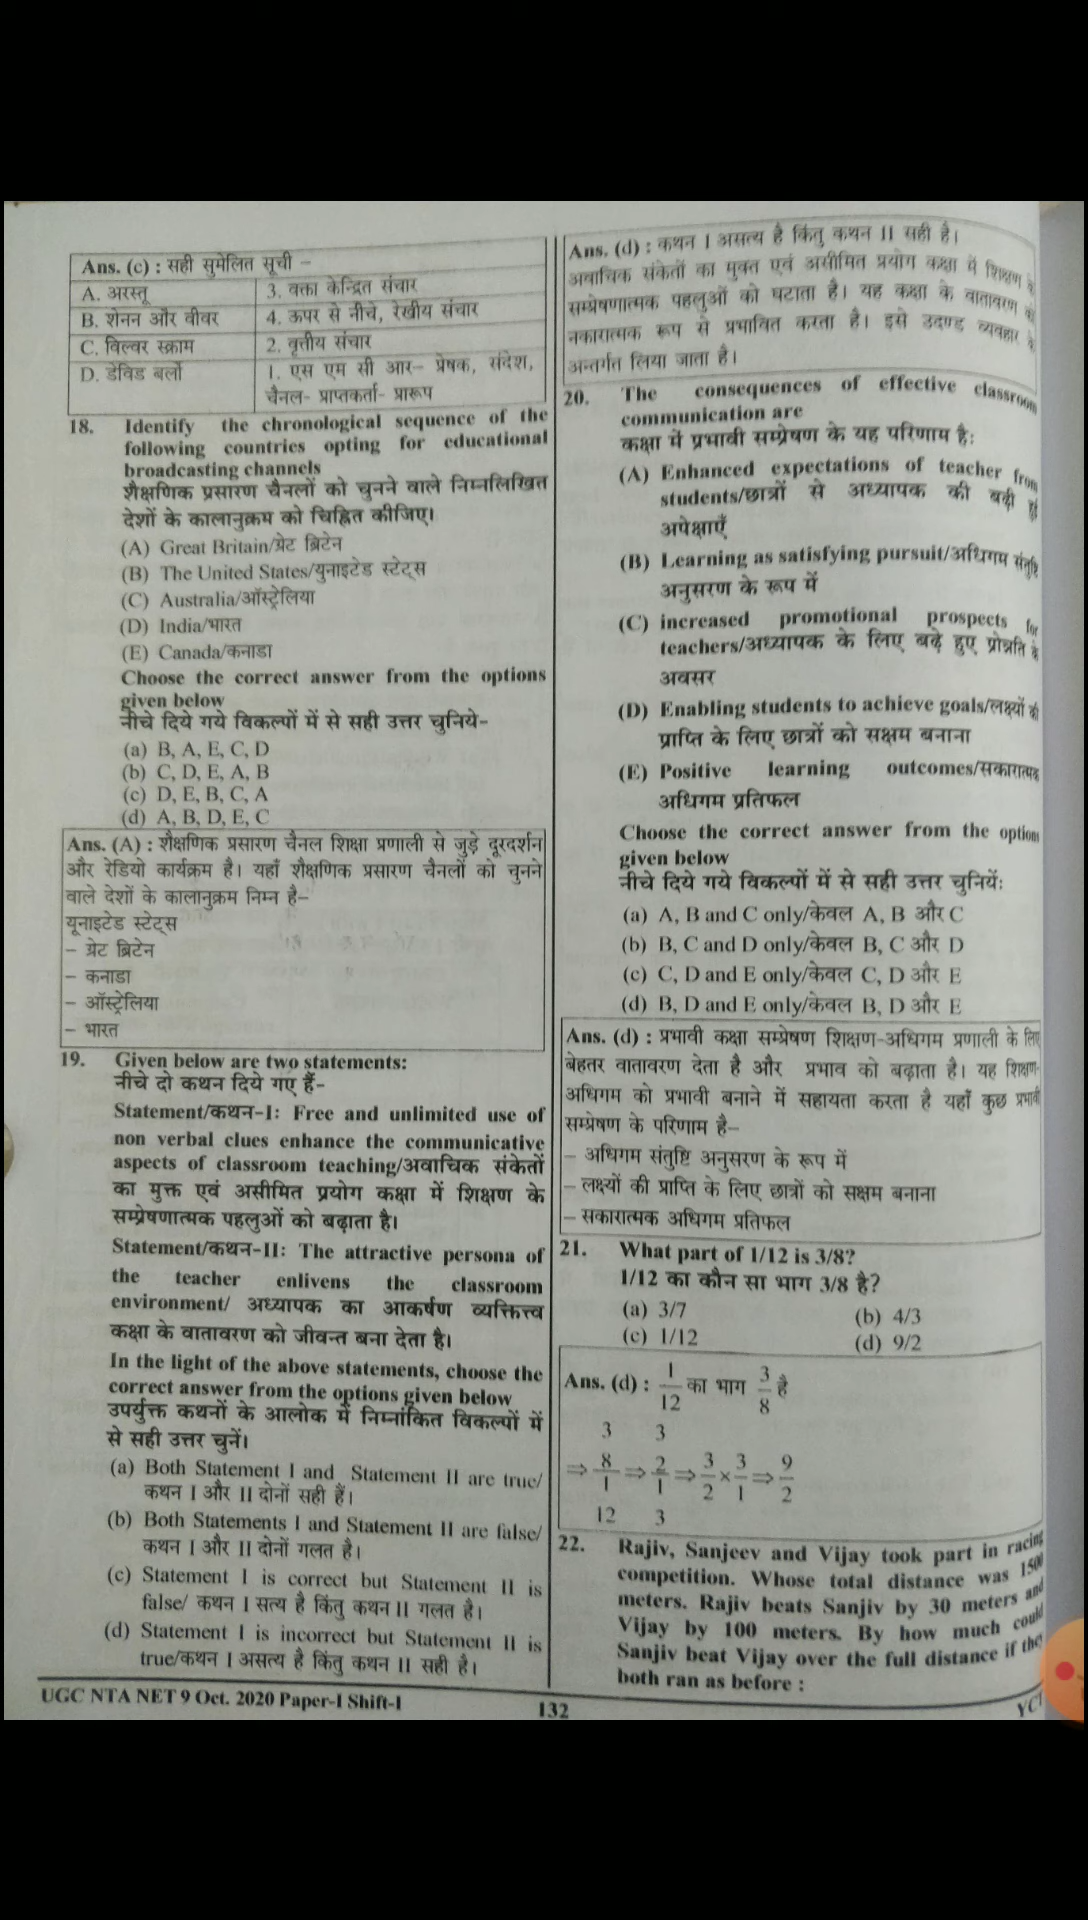 Ans. (c) : सही सुमेलित सूची –
A. अरस्तू 3. वक्ता केन्द्रित संचार
B. शेनन और वीवर 4. ऊपर से नीचे, रेखीय संचार
C. विल्वर स्क्राम 2. वृत्तीय संचार
D. डेविड बर्लो 1. एस एम सी आर– प्रेषक, संदेश,
चैनल- प्राप्तकर्ता- प्रारूप
18. Identify the chronological sequence of the
following countries opting for educational
broadcasting channels
शैक्षणिक प्रसारण चैनलों को चुनने वाले निम्नलिखित
देशों के कालानुक्रम को चिह्नित कीजिए।
(A) Great Britain/ग्रेट ब्रिटेन
(B) The United States/युनाइटेड स्टेट्स
(C) Australia/ऑस्ट्रेलिया
(D) India/भारत
(E) Canada/कनाडा
Choose the correct answer from the options
given below
नीचे दिये गये विकल्पों में से सही उत्तर चुनिये-
(a) B, A, E, C, D
(b) C, D, E, A, B
(c) D, E, B, C, A
(d) A, B, D, E, C
Ans. (A) : शैक्षणिक प्रसारण चैनल शिक्षा प्रणाली से जुड़े दूरदर्शन
और रेडियो कार्यक्रम है। यहाँ शैक्षणिक प्रसारण चैनलों को चुनने
वाले देशों के कालानुक्रम निम्न है–
यूनाइटेड स्टेट्स
– ग्रेट ब्रिटेन
– कनाडा
– ऑस्ट्रेलिया
– भारत
19. Given below are two statements:
नीचे दो कथन दिये गए हैं-
Statement/कथन-I: Free and unlimited use of
non verbal clues enhance the communicative
aspects of classroom teaching/अवाचिक संकेतों
का मुक्त एवं असीमित प्रयोग कक्षा में शिक्षण के
सम्प्रेषणात्मक पहलुओं को बढ़ाता है।
Statement/कथन-II: The attractive persona of
the teacher enlivens the classroom
environment/ अध्यापक का आकर्षण व्यक्तित्त्व
कक्षा के वातावरण को जीवन्त बना देता है।
In the light of the above statements, choose the
correct answer from the options given below
उपर्युक्त कथनों के आलोक में निम्नांकित विकल्पों में
से सही उत्तर चुनें।
(a) Both Statement I and Statement II are true/
कथन I और II दोनों सही हैं।
(b) Both Statements I and Statement II are false/
कथन I और II दोनों गलत है।
(c) Statement I is correct but Statement II is
false/ कथन I सत्य है किंतु कथन II गलत है।
(d) Statement I is incorrect but Statement II is
true/कथन I असत्य है किंतु कथन II सही है।
Ans. (d) : कथन I असत्य है किंतु कथन II सही है।
अवाचिक संकेतों का मुक्त एवं असीमित प्रयोग कक्षा में शिक्षण के
सम्प्रेषणात्मक पहलुओं को घटाता है। यह कक्षा के वातावरण को
नकारात्मक रूप से प्रभावित करता है। इसे उदण्ड व्यवहार के
अन्तर्गत लिया जाता है।
20. The consequences of effective classroom
communication are
कक्षा में प्रभावी सम्प्रेषण के यह परिणाम है:
(A) Enhanced expectations of teacher from
students/छात्रों से अध्यापक की बढ़ी हुई
अपेक्षाएँ
(B) Learning as satisfying pursuit/अधिगम संतुष्टि
अनुसरण के रूप में
(C) increased promotional prospects for
teachers/अध्यापक के लिए बढ़े हुए प्रोन्नति के
अवसर
(D) Enabling students to achieve goals/लक्ष्यों की
प्राप्ति के लिए छात्रों को सक्षम बनाना
(E) Positive learning outcomes/सकारात्मक
अधिगम प्रतिफल
Choose the correct answer from the option
given below
नीचे दिये गये विकल्पों में से सही उत्तर चुनियें:
(a) A, B and C only/केवल A, B और C
(b) B, C and D only/केवल B, C और D
(c) C, D and E only/केवल C, D और E
(d) B, D and E only/केवल B, D और E
Ans. (d) : प्रभावी कक्षा सम्प्रेषण शिक्षण-अधिगम प्रणाली के लिए
बेहतर वातावरण देता है और प्रभाव को बढ़ाता है। यह शिक्षण-
अधिगम को प्रभावी बनाने में सहायता करता है यहाँ कुछ प्रभावी
सम्प्रेषण के परिणाम है–
– अधिगम संतुष्टि अनुसरण के रूप में
– लक्ष्यों की प्राप्ति के लिए छात्रों को सक्षम बनाना
– सकारात्मक अधिगम प्रतिफल
21. What part of 1/12 is 3/8?
1/12 का कौन सा भाग 3/8 है?
(a) 3/7 (b) 4/3
(c) 1/12 (d) 9/2
Ans. (d) : 1/12 का भाग 3/8 है
3 3
⇒ 8/1 ⇒ 2/1 ⇒ 3/2 × 3/1 ⇒ 9/2
12 3
22. Rajiv, Sanjeev and Vijay took part in racing
competition. Whose total distance was 1500
meters. Rajiv beats Sanjiv by 30 meters and
Vijay by 100 meters. By how much could
Sanjiv beat Vijay over the full distance if they
both ran as before :
UGC NTA NET 9 Oct. 2020 Paper-I Shift-I 132 YCT